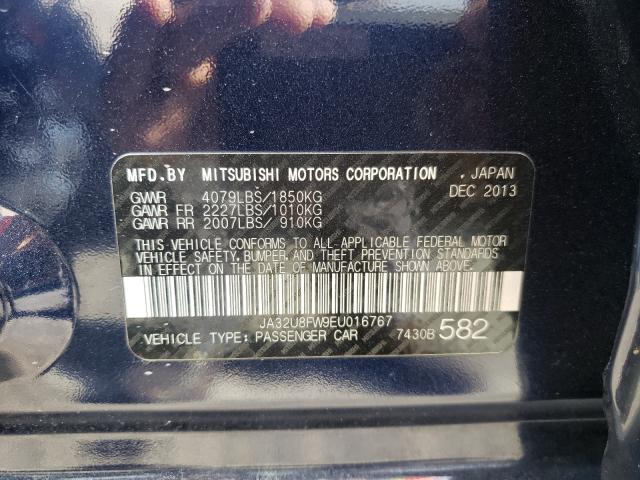 MFD.BY MITSUBISHI MOTORS CORPORATION , JAPAN
GVWR 4079LBS/1850KG DEC 2013
GAWR FR 2227LBS/1010KG
GAWR RR 2007LBS/ 910KG
THIS VEHICLE CONFORMS TO ALL APPLICABLE FEDERAL MOTOR
VEHICLE SAFETY, BUMPER, AND THEFT PREVENTION STANDARDS
IN EFFECT ON THE DATE OF MANUFACTURE SHOWN ABOVE.
JA32U8FW9EU016767
VEHICLE TYPE: PASSENGER CAR 7430B 582